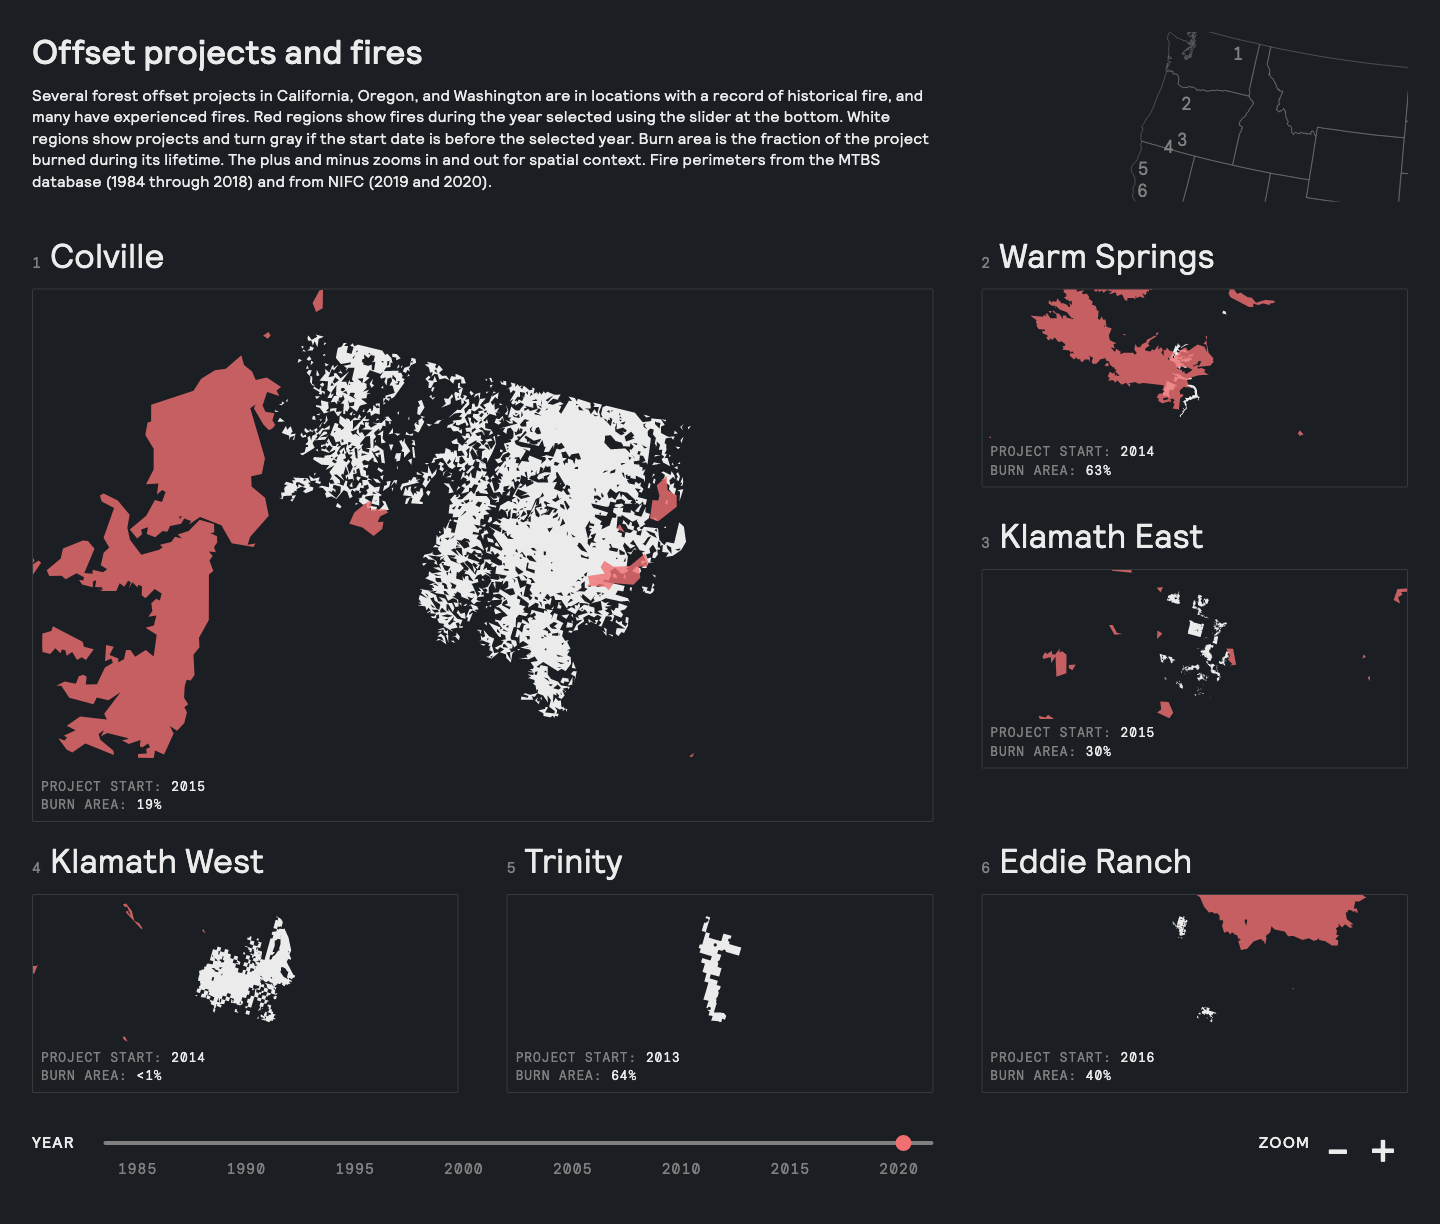 Offset projects and fires
Several forest offset projects in California, Oregon, and Washington are in locations with a record of historical fire, and
many have experienced fires. Red regions show fires during the year selected using the slider at the bottom. White
regions show projects and turn gray if the start date is before the selected year. Burn area is the fraction of the project
burned during its lifetime. The plus and minus zooms in and out for spatial context. Fire perimeters from the MTBS
database (1984 through 2018) and from NIFC (2019 and 2020).
1
2
3
4
5
6
1 Colville
PROJECT START: 2015
BURN AREA: 19%
2 Warm Springs
PROJECT START: 2014
BURN AREA: 63%
3 Klamath East
PROJECT START: 2015
BURN AREA: 30%
4 Klamath West
PROJECT START: 2014
BURN AREA: <1%
5 Trinity
PROJECT START: 2013
BURN AREA: 64%
6 Eddie Ranch
PROJECT START: 2016
BURN AREA: 40%
YEAR
1985 1990 1995 2000 2005 2010 2015 2020
ZOOM − +